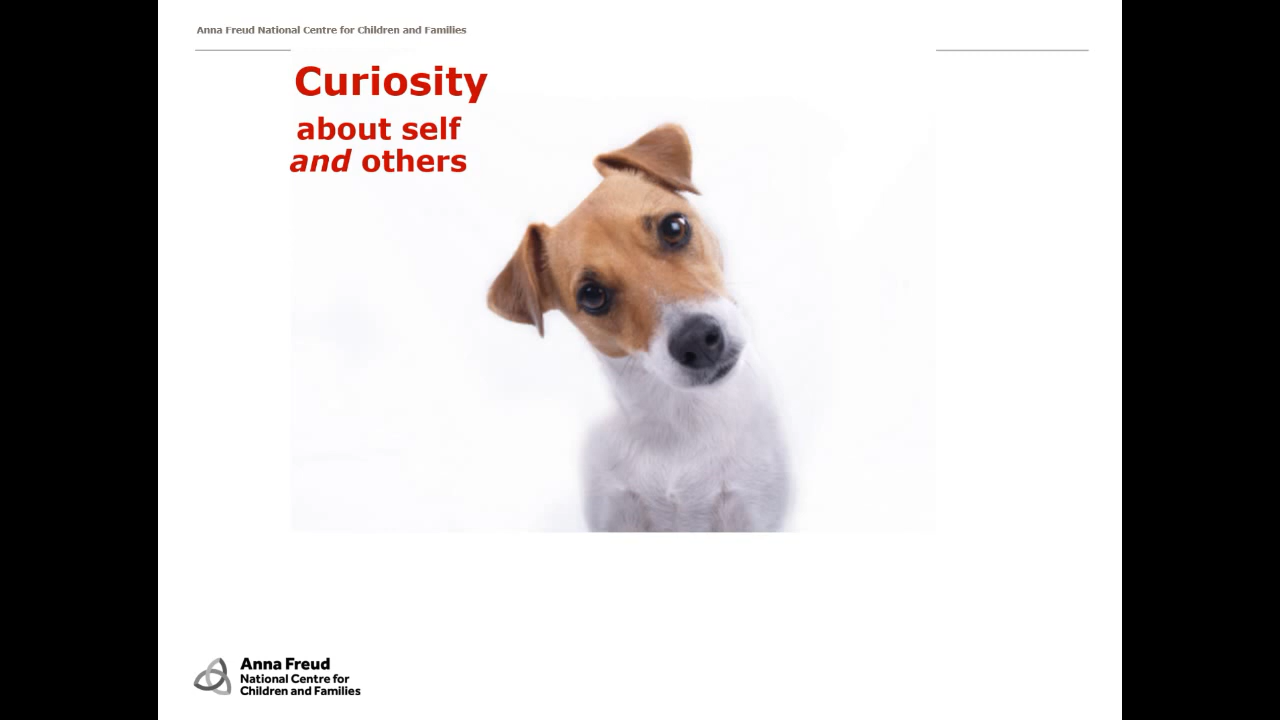 Anna Freud National Centre for Children and Families
Curiosity
about self
and others
Anna Freud
National Centre for
Children and Families